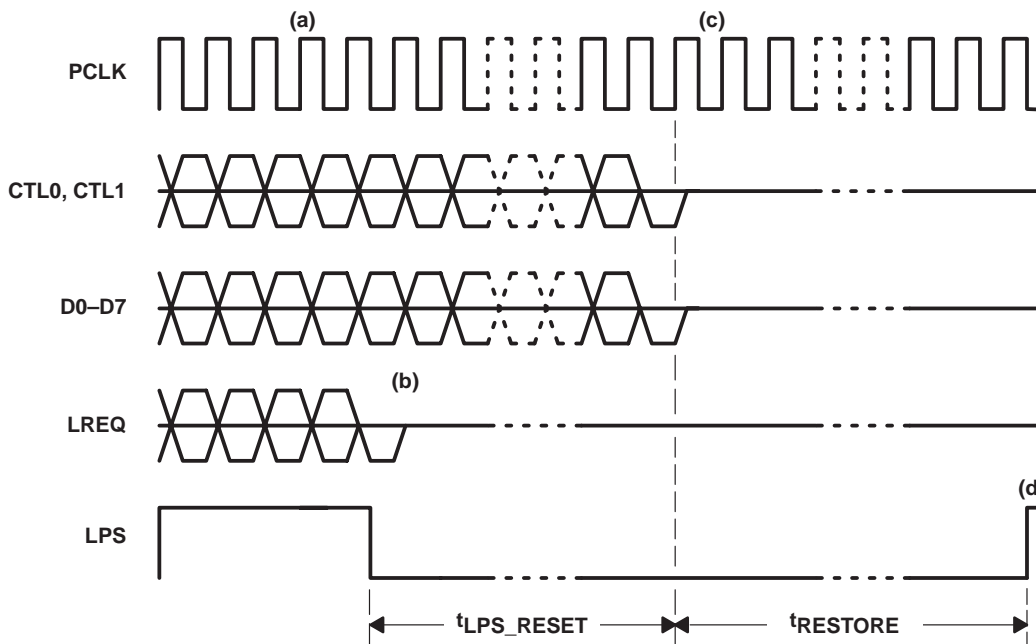 (a) (c)
PCLK
CTL0, CTL1
D0–D7
(b)
LREQ
(d
LPS
tLPS_RESET tRESTORE